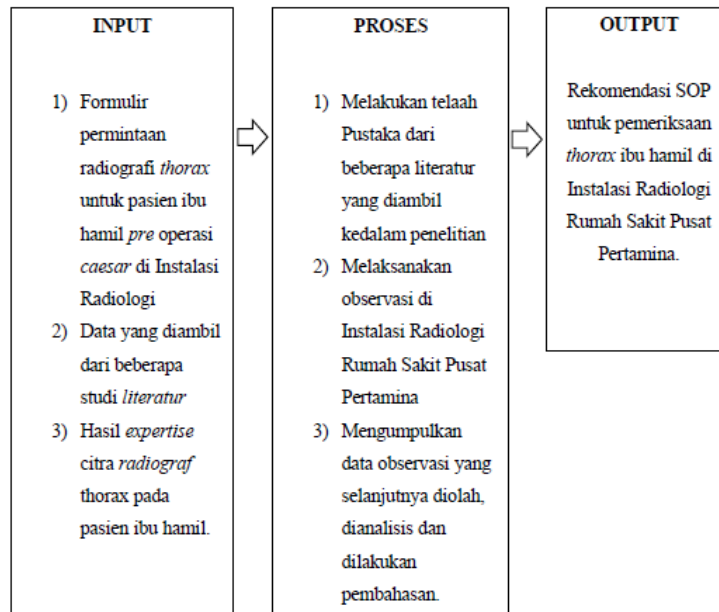 INPUT
1) Formulir
permintaan
radiografi thorax
untuk pasien ibu
hamil pre operasi
caesar di Instalasi
Radiologi
2) Data yang diambil
dari beberapa
studi literatur
3) Hasil expertise
citra radiograf
thorax pada
pasien ibu hamil.
PROSES
1) Melakukan telaah
Pustaka dari
beberapa literatur
yang diambil
kedalam penelitian
2) Melaksanakan
observasi di
Instalasi Radiologi
Rumah Sakit Pusat
Pertamina
3) Mengumpulkan
data observasi yang
selanjutnya diolah,
dianalisis dan
dilakukan
pembahasan.
OUTPUT
Rekomendasi SOP
untuk pemeriksaan
thorax ibu hamil di
Instalasi Radiologi
Rumah Sakit Pusat
Pertamina.